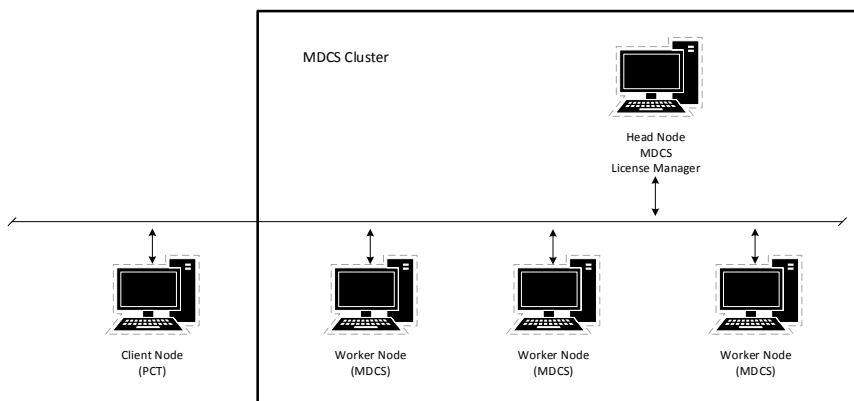 MDCS Cluster
Head Node
MDCS
License Manager
Client Node
(PCT)
Worker Node
(MDCS)
Worker Node
(MDCS)
Worker Node
(MDCS)